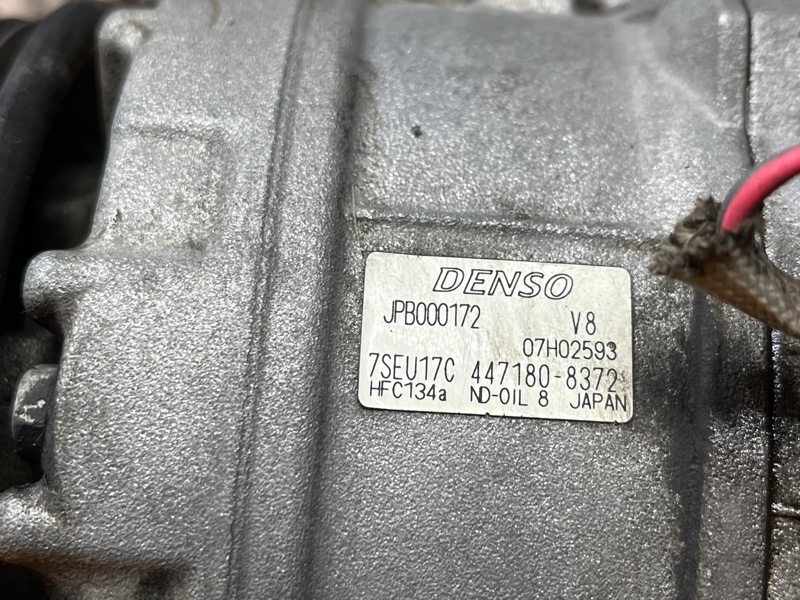 DENSO
JPB000172 V8
07H02593
7SEU17C 447180-8372
HFC134a ND-OIL 8 JAPAN